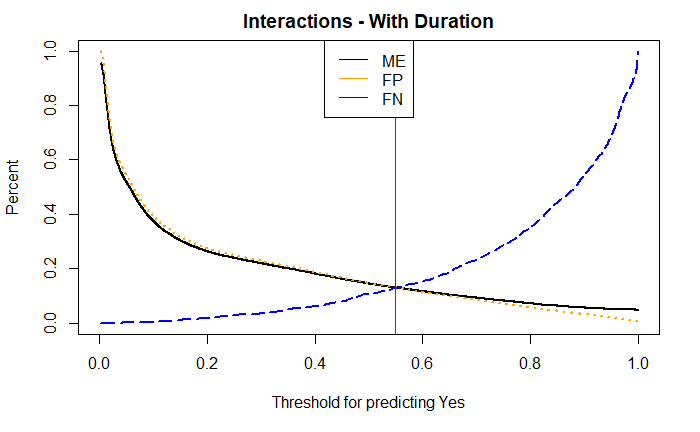 Interactions - With Duration
ME
FP
FN
Percent
1.0
0.8
0.6
0.4
0.2
0.0
0.0 0.2 0.4 0.6 0.8 1.0
Threshold for predicting Yes